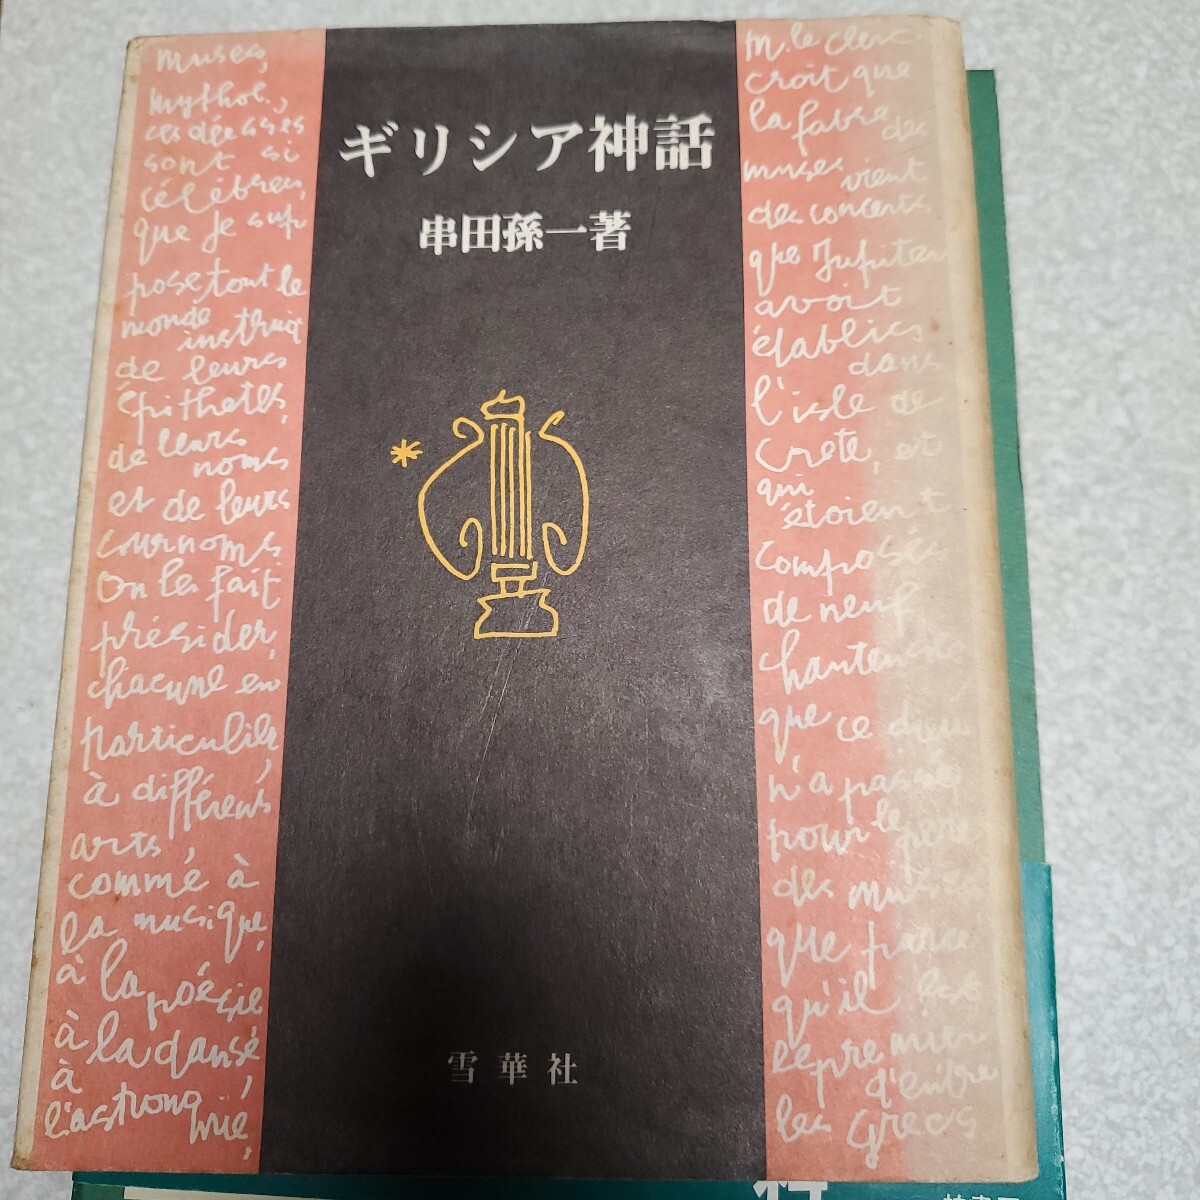 ギリシア神話
串田孫一著
雪華社
muses,
mythol.,
ces déesses
sont si
célèbres,
que je sup
pose tout le
monde
instruit
de leurs
épithetes,
de leurs
noms
et de leurs
surnoms
on les fait
présider,
chacune en
particulier
à différents
arts,
comme à
la musique,
à la poésie
à la danse
à
l'astrono
mie,
M. le clerc
croit que
la fable des
muses vient
des concerts
que Jupiter
avoit
établies
dans
l'isle de
Crete, et
qui
étoient
composés
de neuf
chanteuses
que ce dieu
n'a passé
pour le père
des muses
que parce
qu'il est
le premier
d'entre
les Grecs